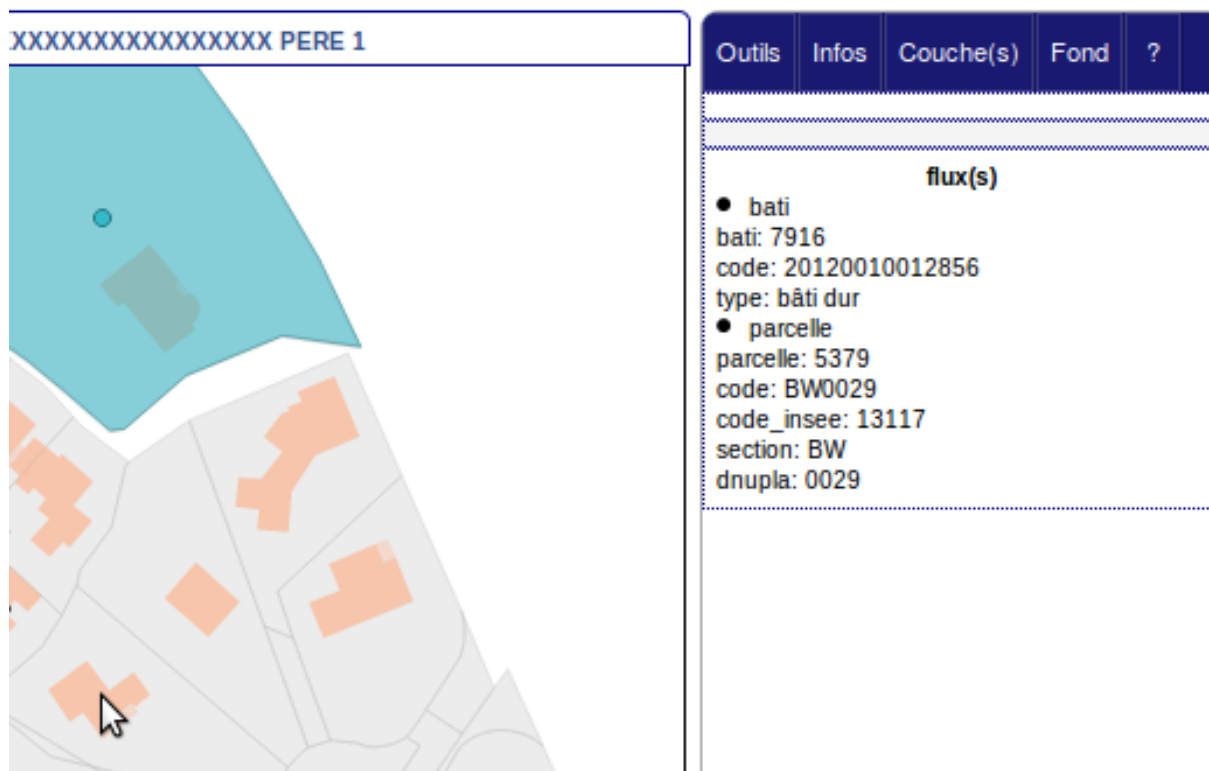 XXXXXXXXXXXXXXXXX PERE 1
Outils Infos Couche(s) Fond ?
flux(s)
bati
bati: 7916
code: 20120010012856
type: bâti dur
parcelle
parcelle: 5379
code: BW0029
code_insee: 13117
section: BW
dnupla: 0029